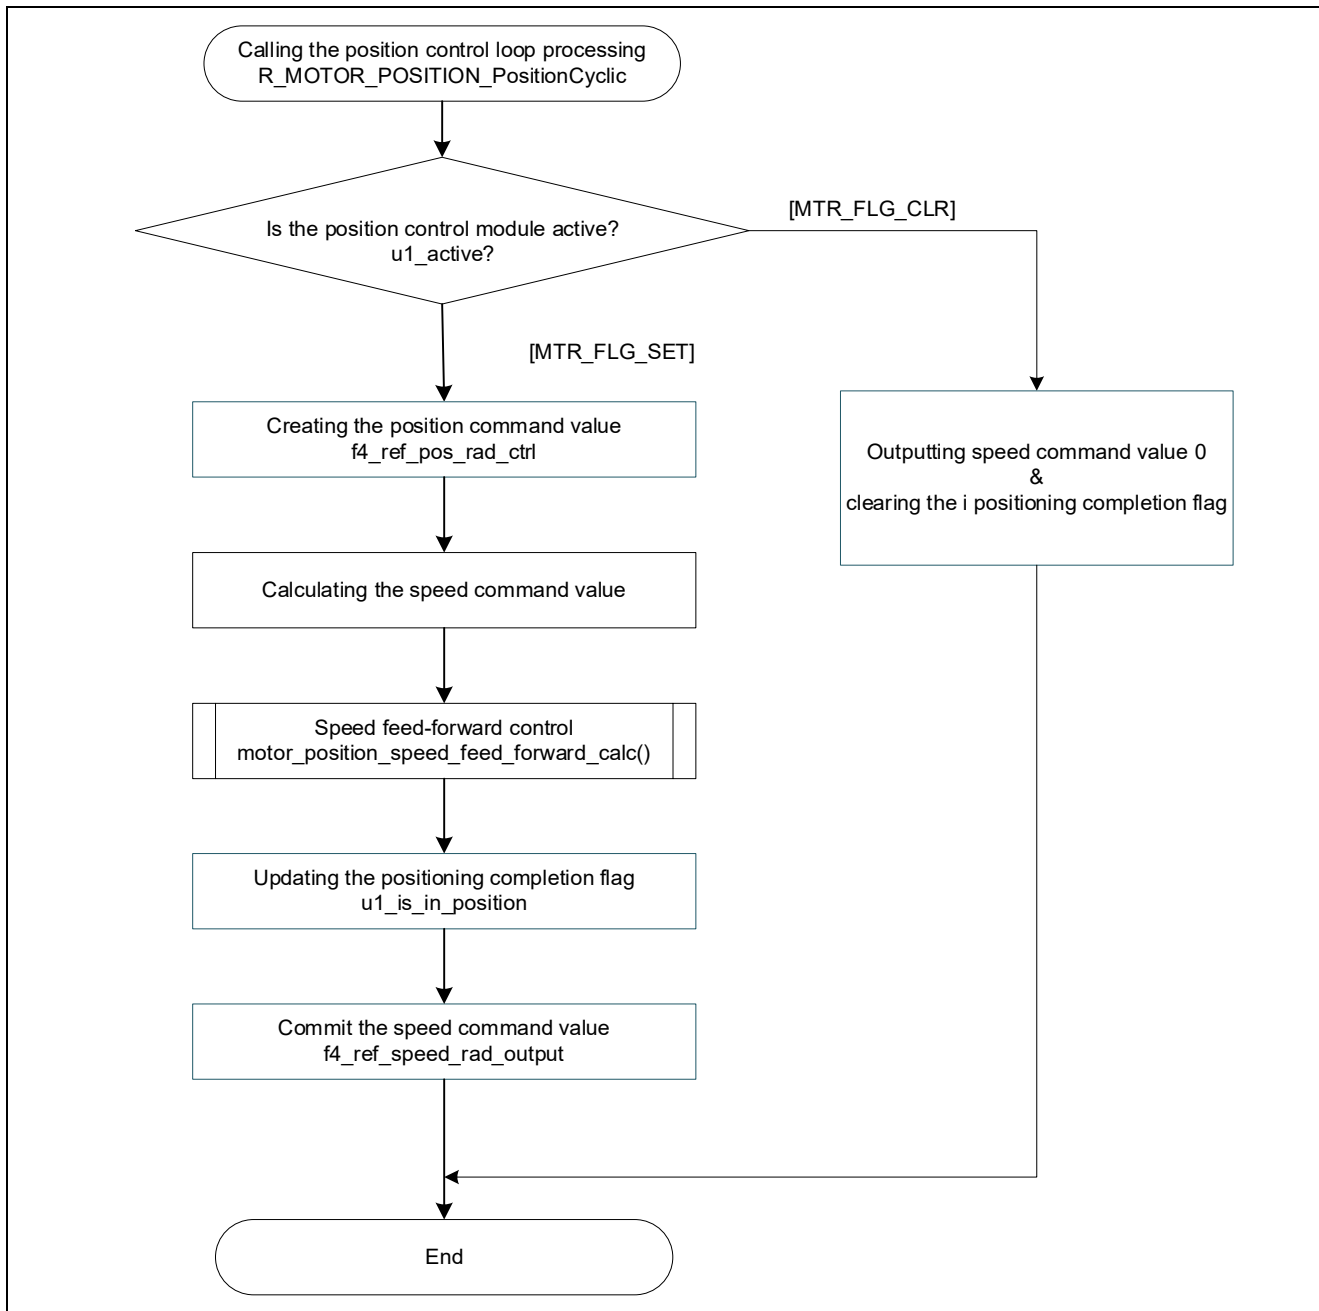 Calling the position control loop processing
R_MOTOR_POSITION_PositionCyclic
[MTR_FLG_CLR]
Is the position control module active?
u1_active?
[MTR_FLG_SET]
Creating the position command value
f4_ref_pos_rad_ctrl
Outputting speed command value 0
&
clearing the i positioning completion flag
Calculating the speed command value
Speed feed-forward control
motor_position_speed_feed_forward_calc()
Updating the positioning completion flag
u1_is_in_position
Commit the speed command value
f4_ref_speed_rad_output
End